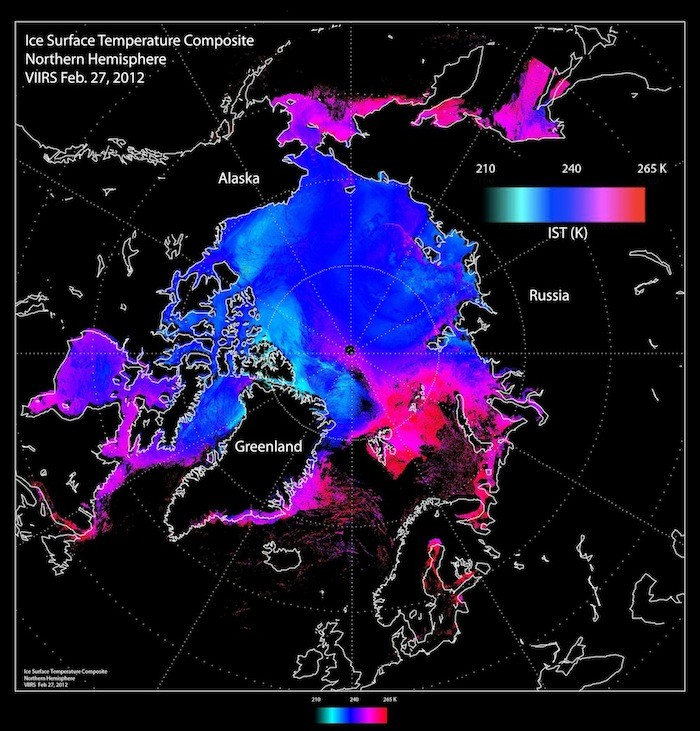 Ice Surface Temperature Composite
Northern Hemisphere
VIIRS Feb. 27, 2012
Alaska
210 240 265 K
IST (K)
Russia
Greenland
Ice Surface Temperature Composite
Northern Hemisphere
VIIRS Feb 27, 2012
210 240 265 K